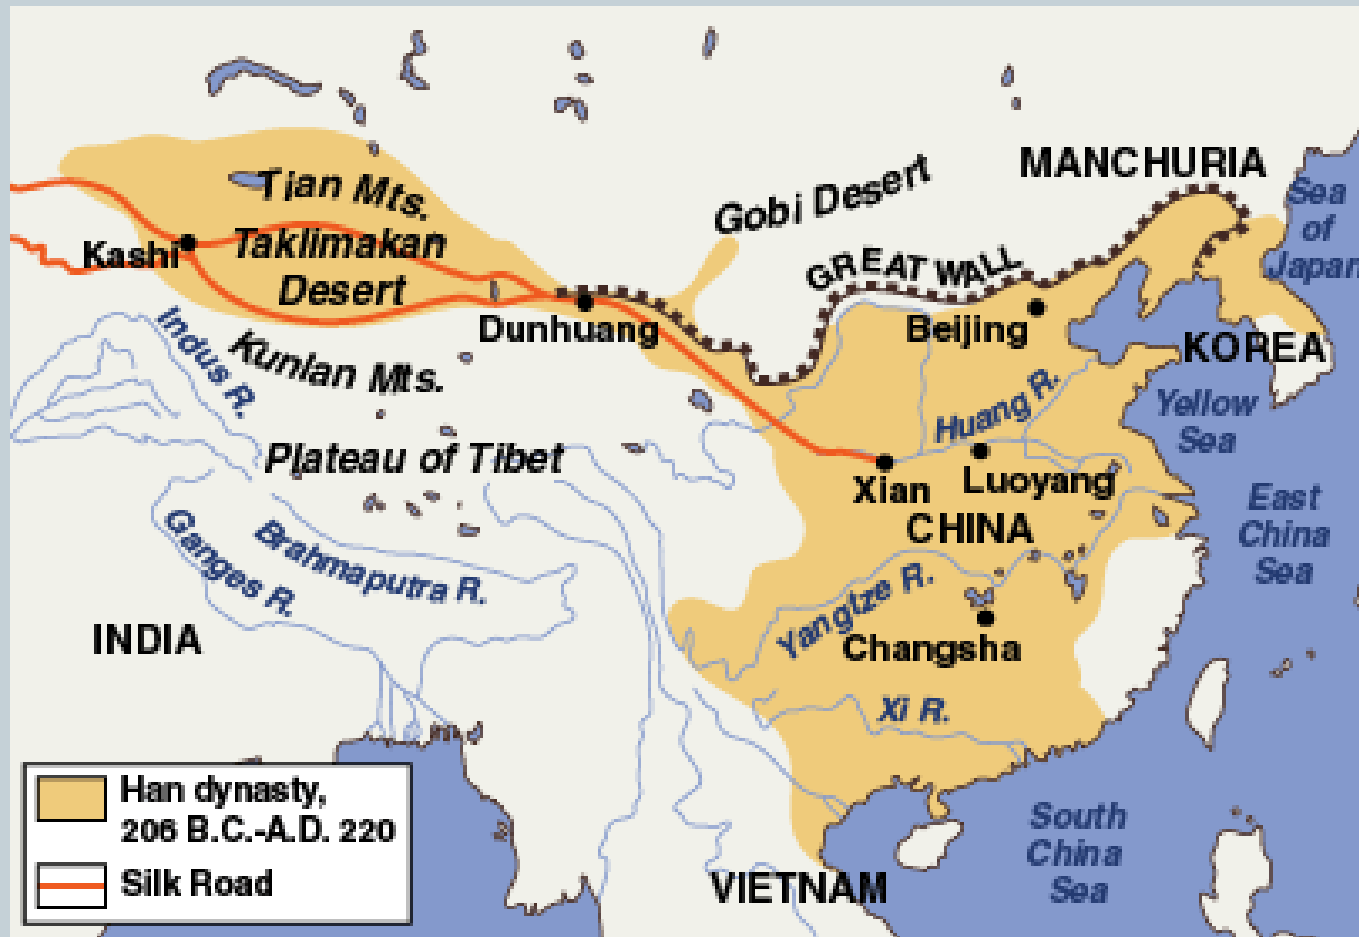 MANCHURIA
Gobi Desert
Sea
of
Japan
Tian Mts.
GREAT WALL
Kashi
Taklimakan
Desert
Dunhuang
Beijing
KOREA
Indus R.
Kunlan Mts.
Huang R.
Yellow
Sea
Plateau of Tibet
Xian
Luoyang
CHINA
East
China
Sea
Ganges R.
Brahmaputra R.
Yangtze R.
INDIA
Changsha
Xi R.
Han dynasty,
206 B.C.-A.D. 220
Silk Road
South
China
Sea
VIETNAM